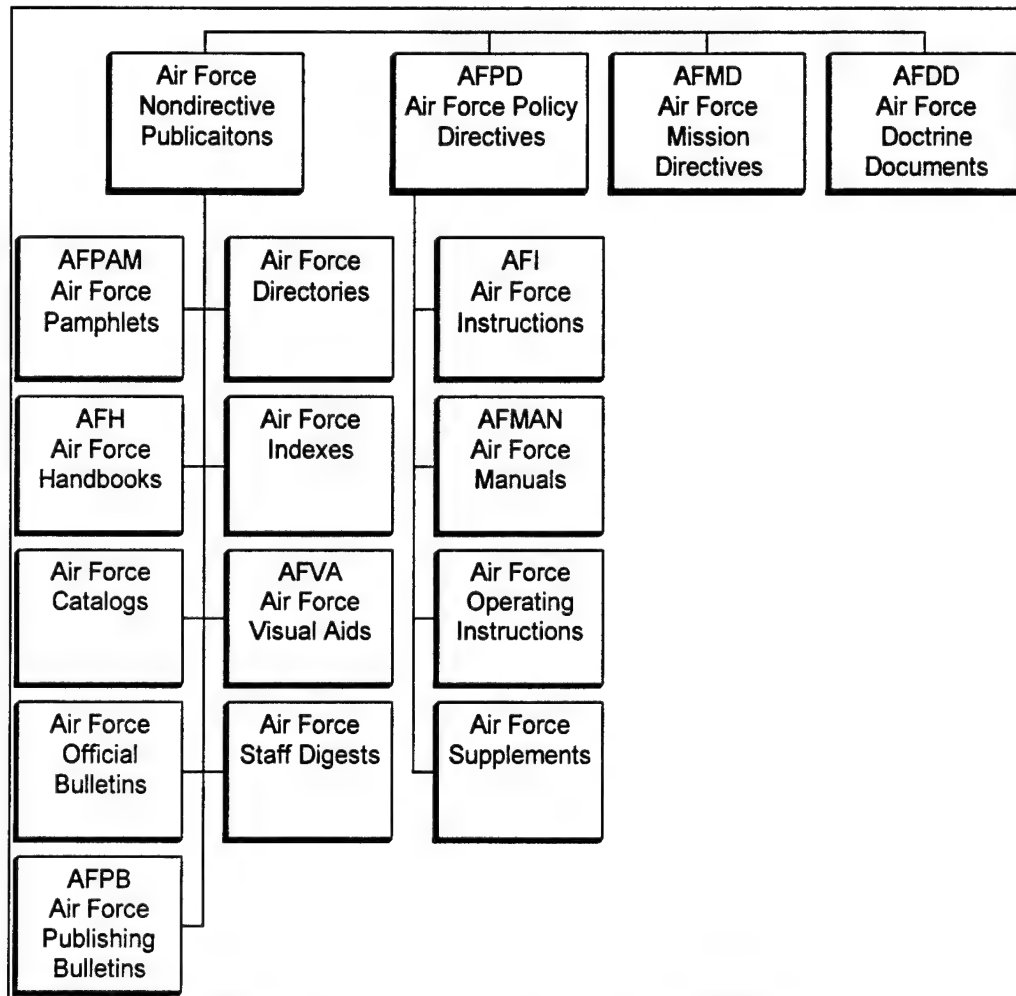 Air Force
Nondirective
Publicaitons
AFPD
Air Force Policy
Directives
AFMD
Air Force
Mission
Directives
AFDD
Air Force
Doctrine
Documents
AFPAM
Air Force
Pamphlets
Air Force
Directories
AFI
Air Force
Instructions
AFH
Air Force
Handbooks
Air Force
Indexes
AFMAN
Air Force
Manuals
Air Force
Catalogs
AFVA
Air Force
Visual Aids
Air Force
Operating
Instructions
Air Force
Official
Bulletins
Air Force
Staff Digests
Air Force
Supplements
AFPB
Air Force
Publishing
Bulletins